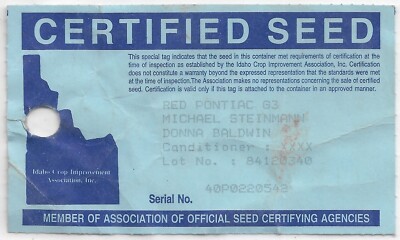 CERTIFIED SEED
This special tag indicates that the seed in this container met requirements of certification at the
time of inspection as established by the Idaho Crop Improvement Association, Inc. Certification
does not constitute a warranty beyond the expressed representation that the standards were met
at the time of inspection. The Association makes no representations pertaining to sale of certified
seed. Certification is valid only if this tag is attached to the container in an approved manner.
RED PONTIAC G3
MICHAEL STEINMANN
DONNA BALDWIN
Conditioner : XXXX
Lot No. : 84120340
Idaho Crop Improvement
Association, Inc.
Serial No.
40P0220542
MEMBER OF ASSOCIATION OF OFFICIAL SEED CERTIFYING AGENCIES